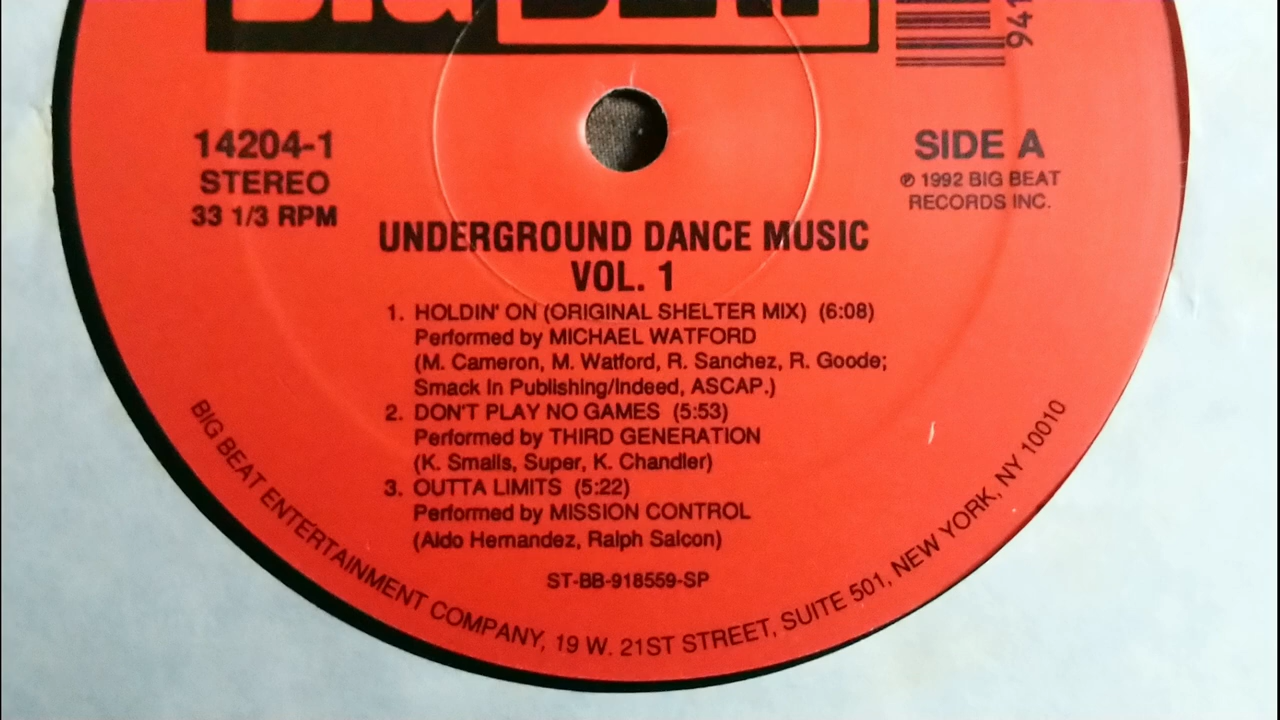 BIG BEAT
941
14204-1
STEREO
33 1/3 RPM
SIDE A
℗ 1992 BIG BEAT
RECORDS INC.
UNDERGROUND DANCE MUSIC
VOL. 1
1. HOLDIN' ON (ORIGINAL SHELTER MIX) (6:08)
Performed by MICHAEL WATFORD
(M. Cameron, M. Watford, R. Sanchez, R. Goode;
Smack In Publishing/Indeed, ASCAP.)
2. DON'T PLAY NO GAMES (5:53)
Performed by THIRD GENERATION
(K. Smalls, Super, K. Chandler)
3. OUTTA LIMITS (5:22)
Performed by MISSION CONTROL
(Aldo Hernandez, Ralph Salcon)
ST-BB-918559-SP
BIG BEAT ENTERTAINMENT COMPANY, 19 W. 21ST STREET, SUITE 501, NEW YORK, NY 10010